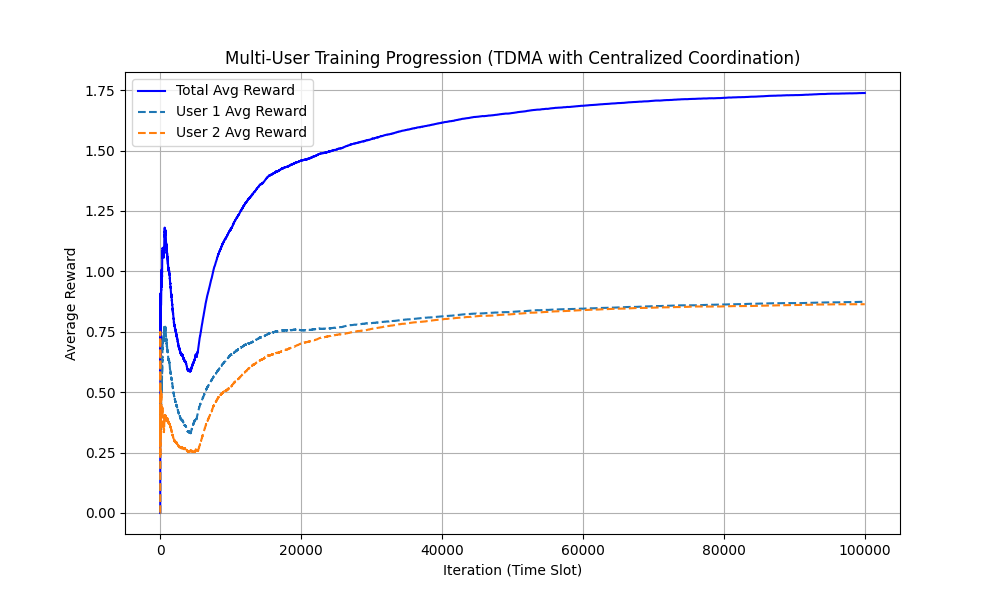 Multi-User Training Progression (TDMA with Centralized Coordination)
Total Avg Reward
User 1 Avg Reward
User 2 Avg Reward
Average Reward
1.75
1.50
1.25
1.00
0.75
0.50
0.25
0.00
0
20000
40000
60000
80000
100000
Iteration (Time Slot)